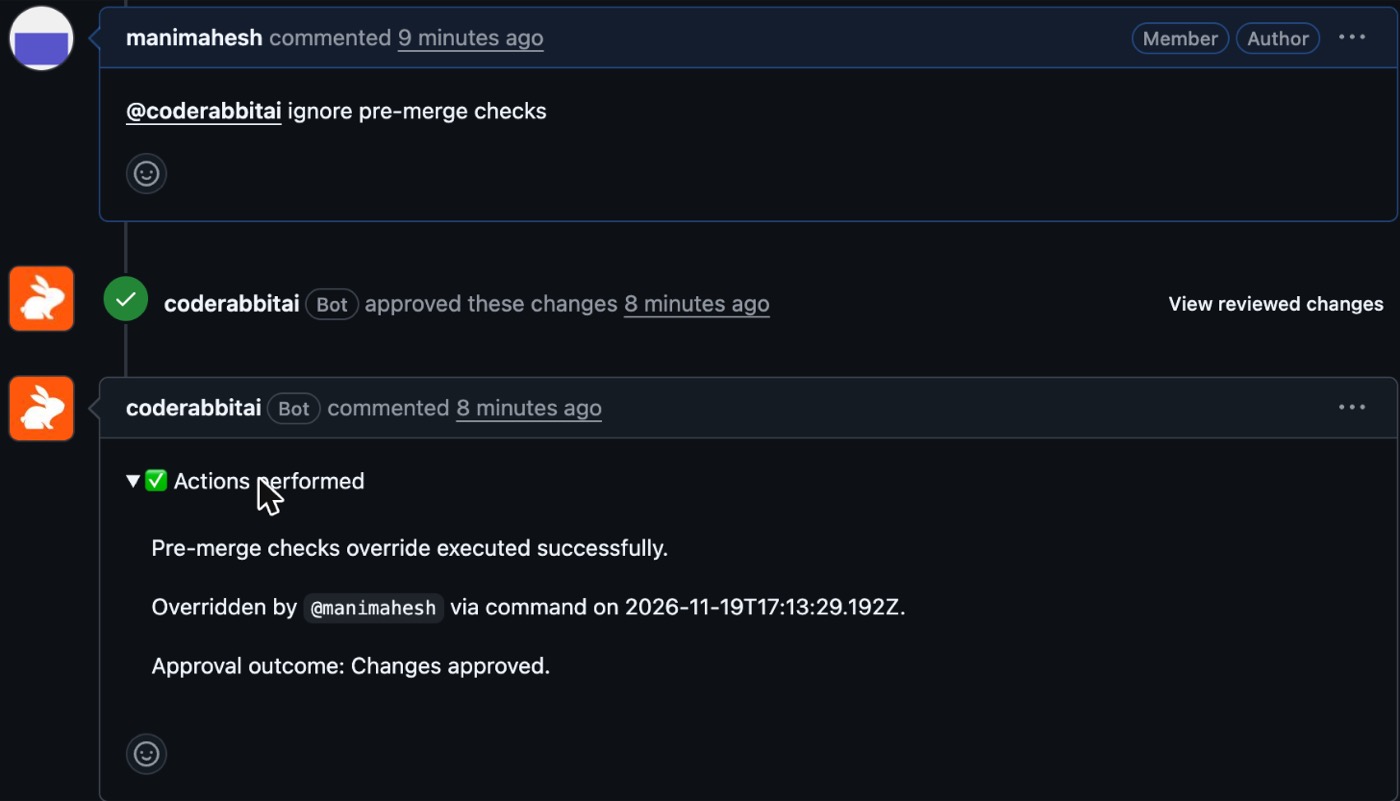 manimahesh commented 9 minutes ago Member Author
@coderabbitai ignore pre-merge checks
coderabbitai Bot approved these changes 8 minutes ago View reviewed changes
coderabbitai Bot commented 8 minutes ago
Actions performed
Pre-merge checks override executed successfully.
Overridden by @manimahesh via command on 2026-11-19T17:13:29.192Z.
Approval outcome: Changes approved.